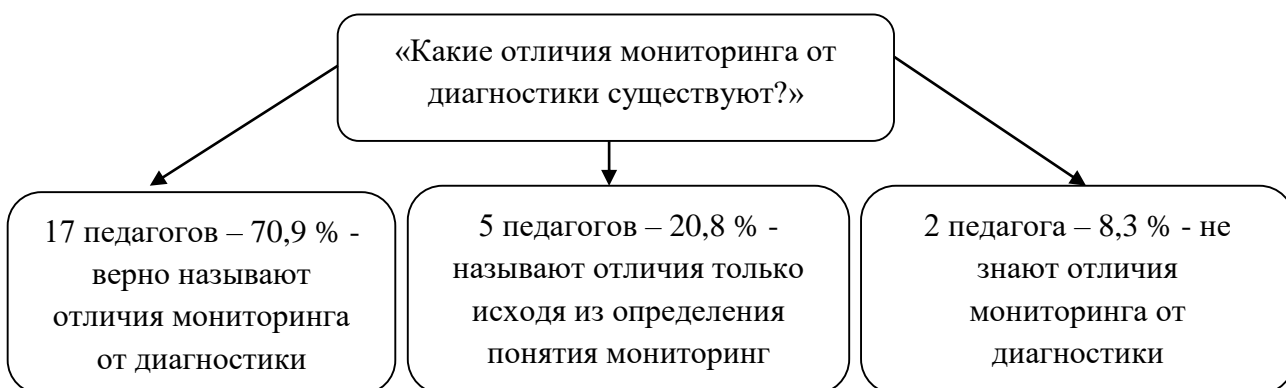 «Какие отличия мониторинга от
диагностики существуют?»
17 педагогов – 70,9 % -
верно называют
отличия мониторинга
от диагностики
5 педагогов – 20,8 % -
называют отличия только
исходя из определения
понятия мониторинг
2 педагога – 8,3 % - не
знают отличия
мониторинга от
диагностики